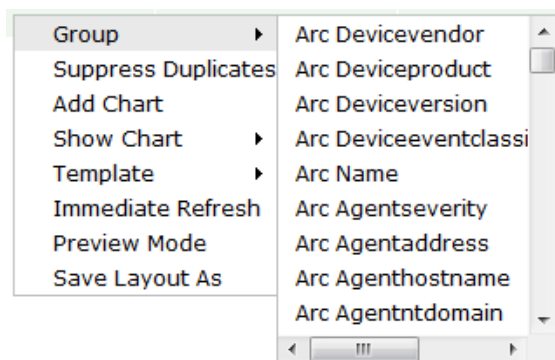 Group
Suppress Duplicates
Add Chart
Show Chart
Template
Immediate Refresh
Preview Mode
Save Layout As
Arc Devicevendor
Arc Deviceproduct
Arc Deviceversion
Arc Deviceeventclassi
Arc Name
Arc Agentseverity
Arc Agentaddress
Arc Agenthostname
Arc Agentntdomain